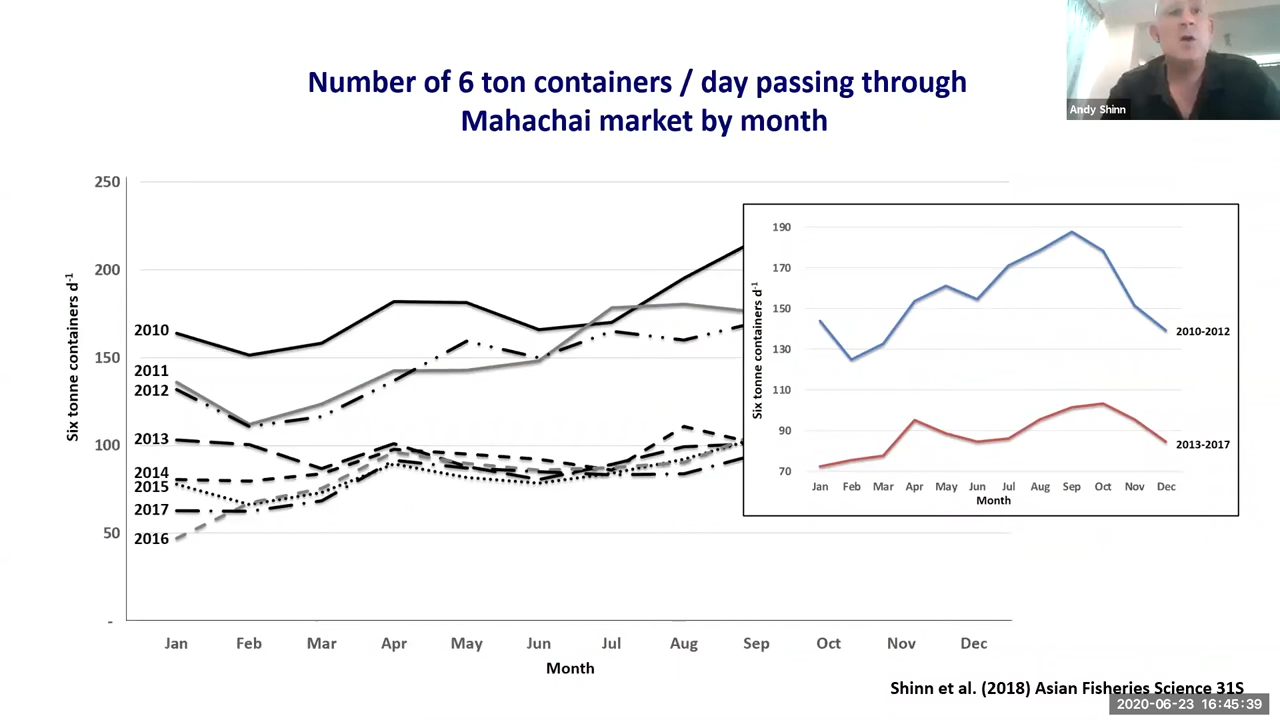 Number of 6 ton containers / day passing through
Mahachai market by month
Andy Shinn
250
200
150
100
50
-
Six tonne containers d-1
2010
2011
2012
2013
2014
2015
2017
2016
Jan Feb Mar Apr May Jun Jul Aug Sep Oct Nov Dec
Month
190
170
150
130
110
90
70
Six tonne containers d-1
2010-2012
2013-2017
Jan Feb Mar Apr May Jun Jul Aug Sep Oct Nov Dec
Month
Shinn et al. (2018) Asian Fisheries Science 31S
2020-06-23 16:45:39